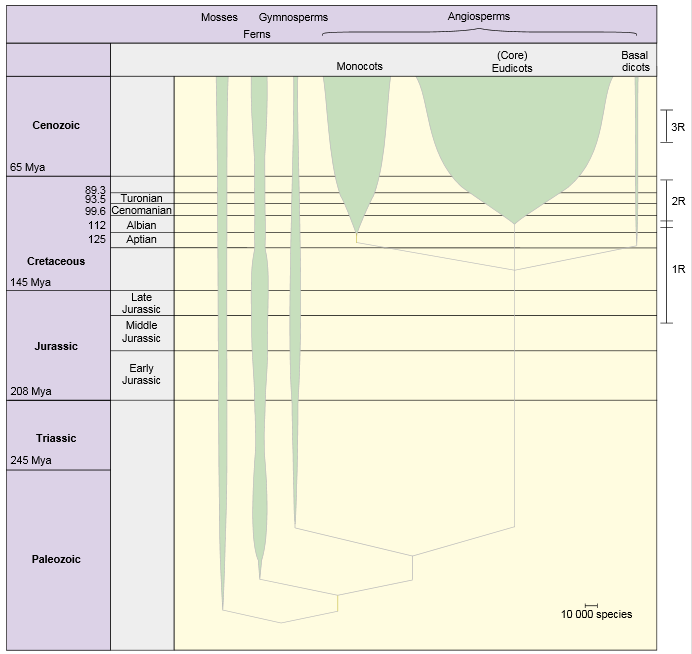 Mosses
Gymnosperms
Angiosperms
Ferns
Monocots
(Core)
Eudicots
Basal
dicots
Cenozoic
3R
65 Mya
89.3
93.5
Turonian
2R
99.6
Cenomanian
112
Albian
125
Aptian
Cretaceous
1R
145 Mya
Late
Jurassic
Middle
Jurassic
Jurassic
Early
Jurassic
208 Mya
Triassic
245 Mya
Paleozoic
10 000 species